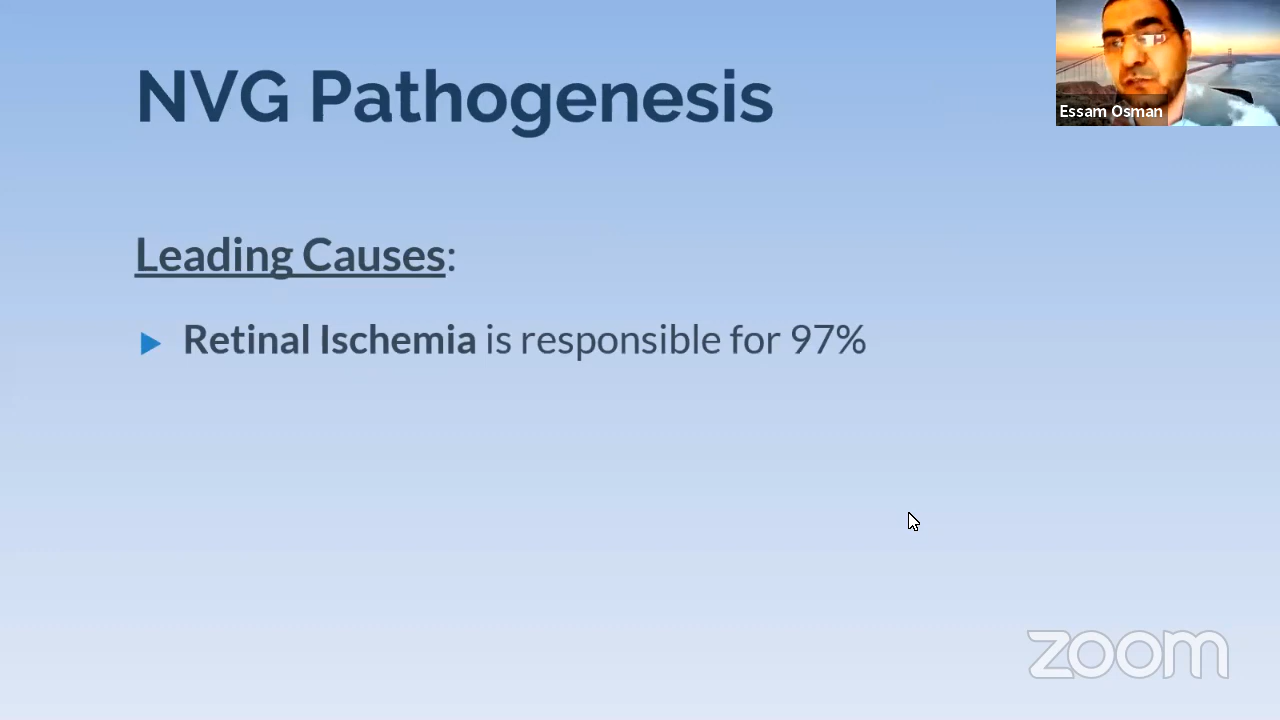 NVG Pathogenesis
Essam Osman
Leading Causes:
Retinal Ischemia is responsible for 97%
zoom